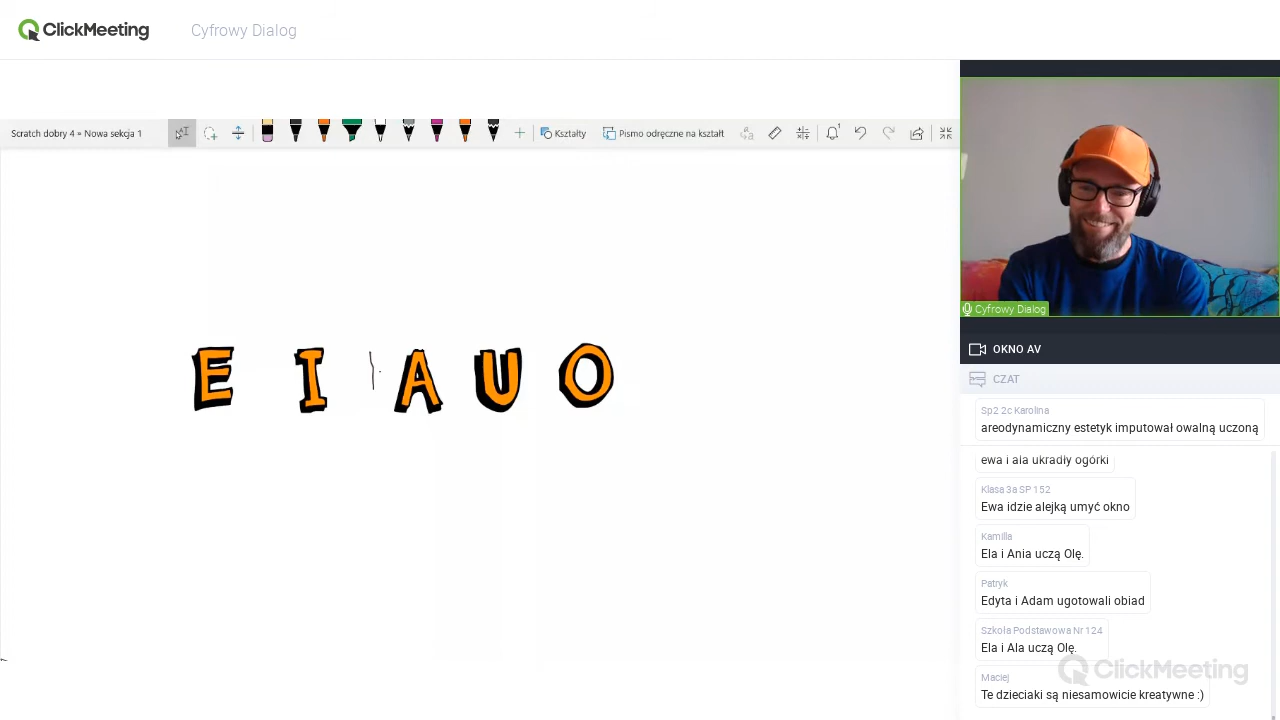 ClickMeeting Cyfrowy Dialog
Scratch dobry 4 » Nowa sekcja 1 Kształty Pismo odręczne na kształt
E I A U O
Cyfrowy Dialog
OKNO AV
CZAT
Sp2 2c Karolina
areodynamiczny estetyk imputował owalną uczoną
ewa i ala ukradły ogórki
Klasa 3a SP 152
Ewa idzie alejką umyć okno
Kamilla
Ela i Ania uczą Olę.
Patryk
Edyta i Adam ugotowali obiad
Szkoła Podstawowa Nr 124
Ela i Ala uczą Olę.
ClickMeeting
Maciej
Te dzieciaki są niesamowicie kreatywne :)